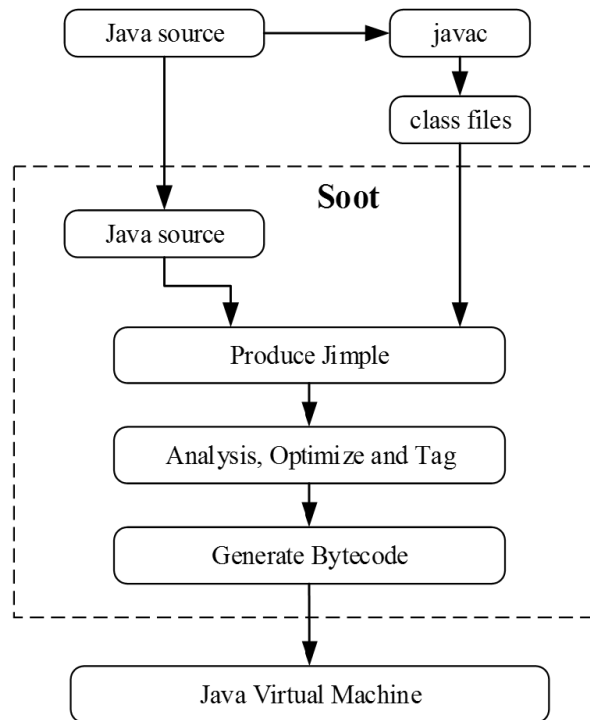 Java source
javac
class files
Soot
Java source
Produce Jimple
Analysis, Optimize and Tag
Generate Bytecode
Java Virtual Machine